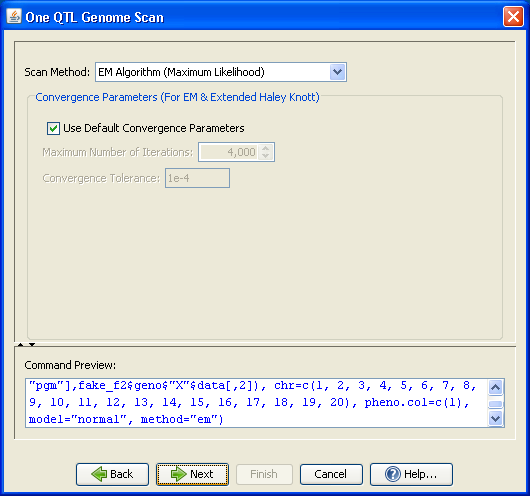 One QTL Genome Scan
Scan Method: EM Algorithm (Maximum Likelihood)
Convergence Parameters (For EM & Extended Haley Knott)
Use Default Convergence Parameters
Maximum Number of Iterations: 4,000
Convergence Tolerance: 1e-4
Command Preview:
"pgm"],fake_f2$geno$"X"$data[,2]), chr=c(1, 2, 3, 4, 5, 6, 7, 8,
9, 10, 11, 12, 13, 14, 15, 16, 17, 18, 19, 20), pheno.col=c(1),
model="normal", method="em")
Back Next Finish Cancel Help...